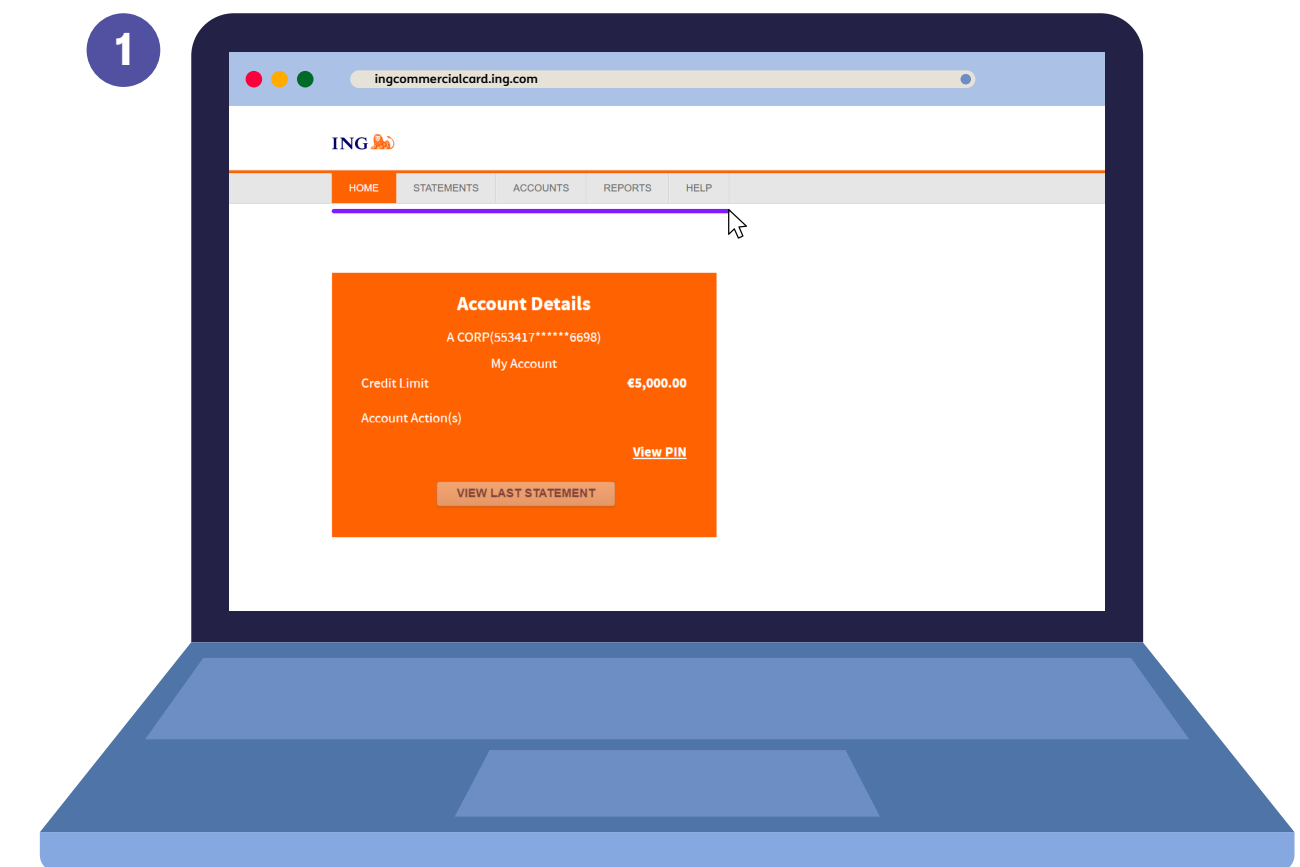 1
ingcommercialcard.ing.com
ING
HOME STATEMENTS ACCOUNTS REPORTS HELP
Account Details
A CORP(553417******6698)
My Account
Credit Limit €5,000.00
Account Action(s)
View PIN
VIEW LAST STATEMENT